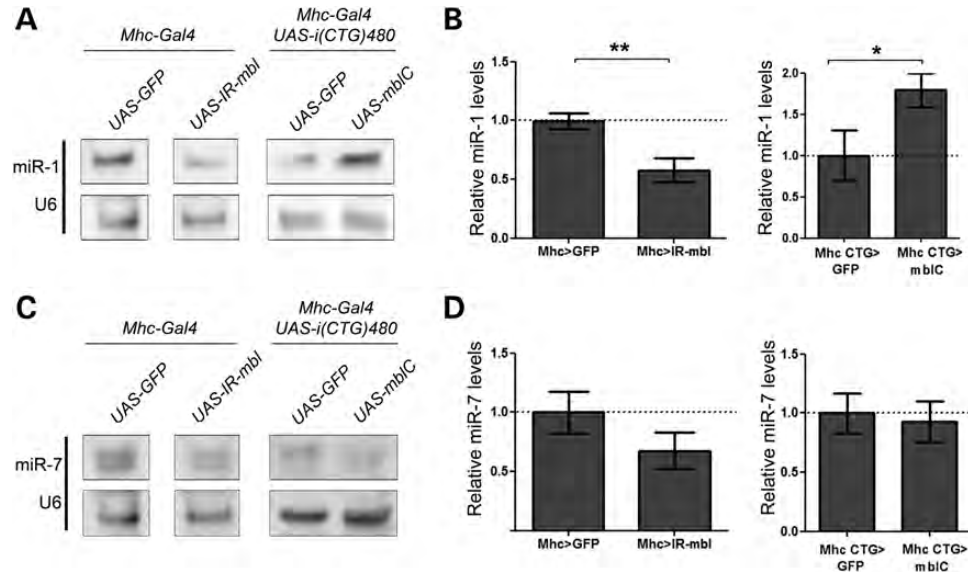 A
Mhc-Gal4
Mhc-Gal4
UAS-i(CTG)480
UAS-GFP
UAS-IR-mbl
UAS-GFP
UAS-mblC
miR-1
U6
B
**
Relative miR-1 levels
1.5
1.0
0.5
0.0
Mhc>GFP
Mhc>IR-mbl
*
Relative miR-1 levels
2.0
1.5
1.0
0.5
0.0
Mhc CTG>
GFP
Mhc CTG>
mblC
C
Mhc-Gal4
Mhc-Gal4
UAS-i(CTG)480
UAS-GFP
UAS-IR-mbl
UAS-GFP
UAS-mblC
miR-7
U6
D
Relative miR-7 levels
1.5
1.0
0.5
Mhc>GFP
Mhc>IR-mbl
Relative miR-7 levels
1.5
1.0
0.5
0.0
Mhc CTG>
GFP
Mhc CTG>
mblC